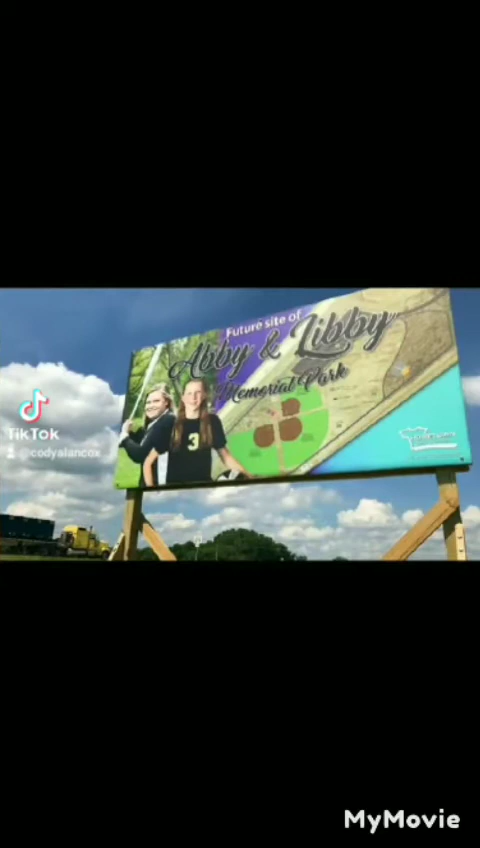 Future site of
Abby & Libby
Memorial Park
3
TikTok
@codyalancox
MyMovie